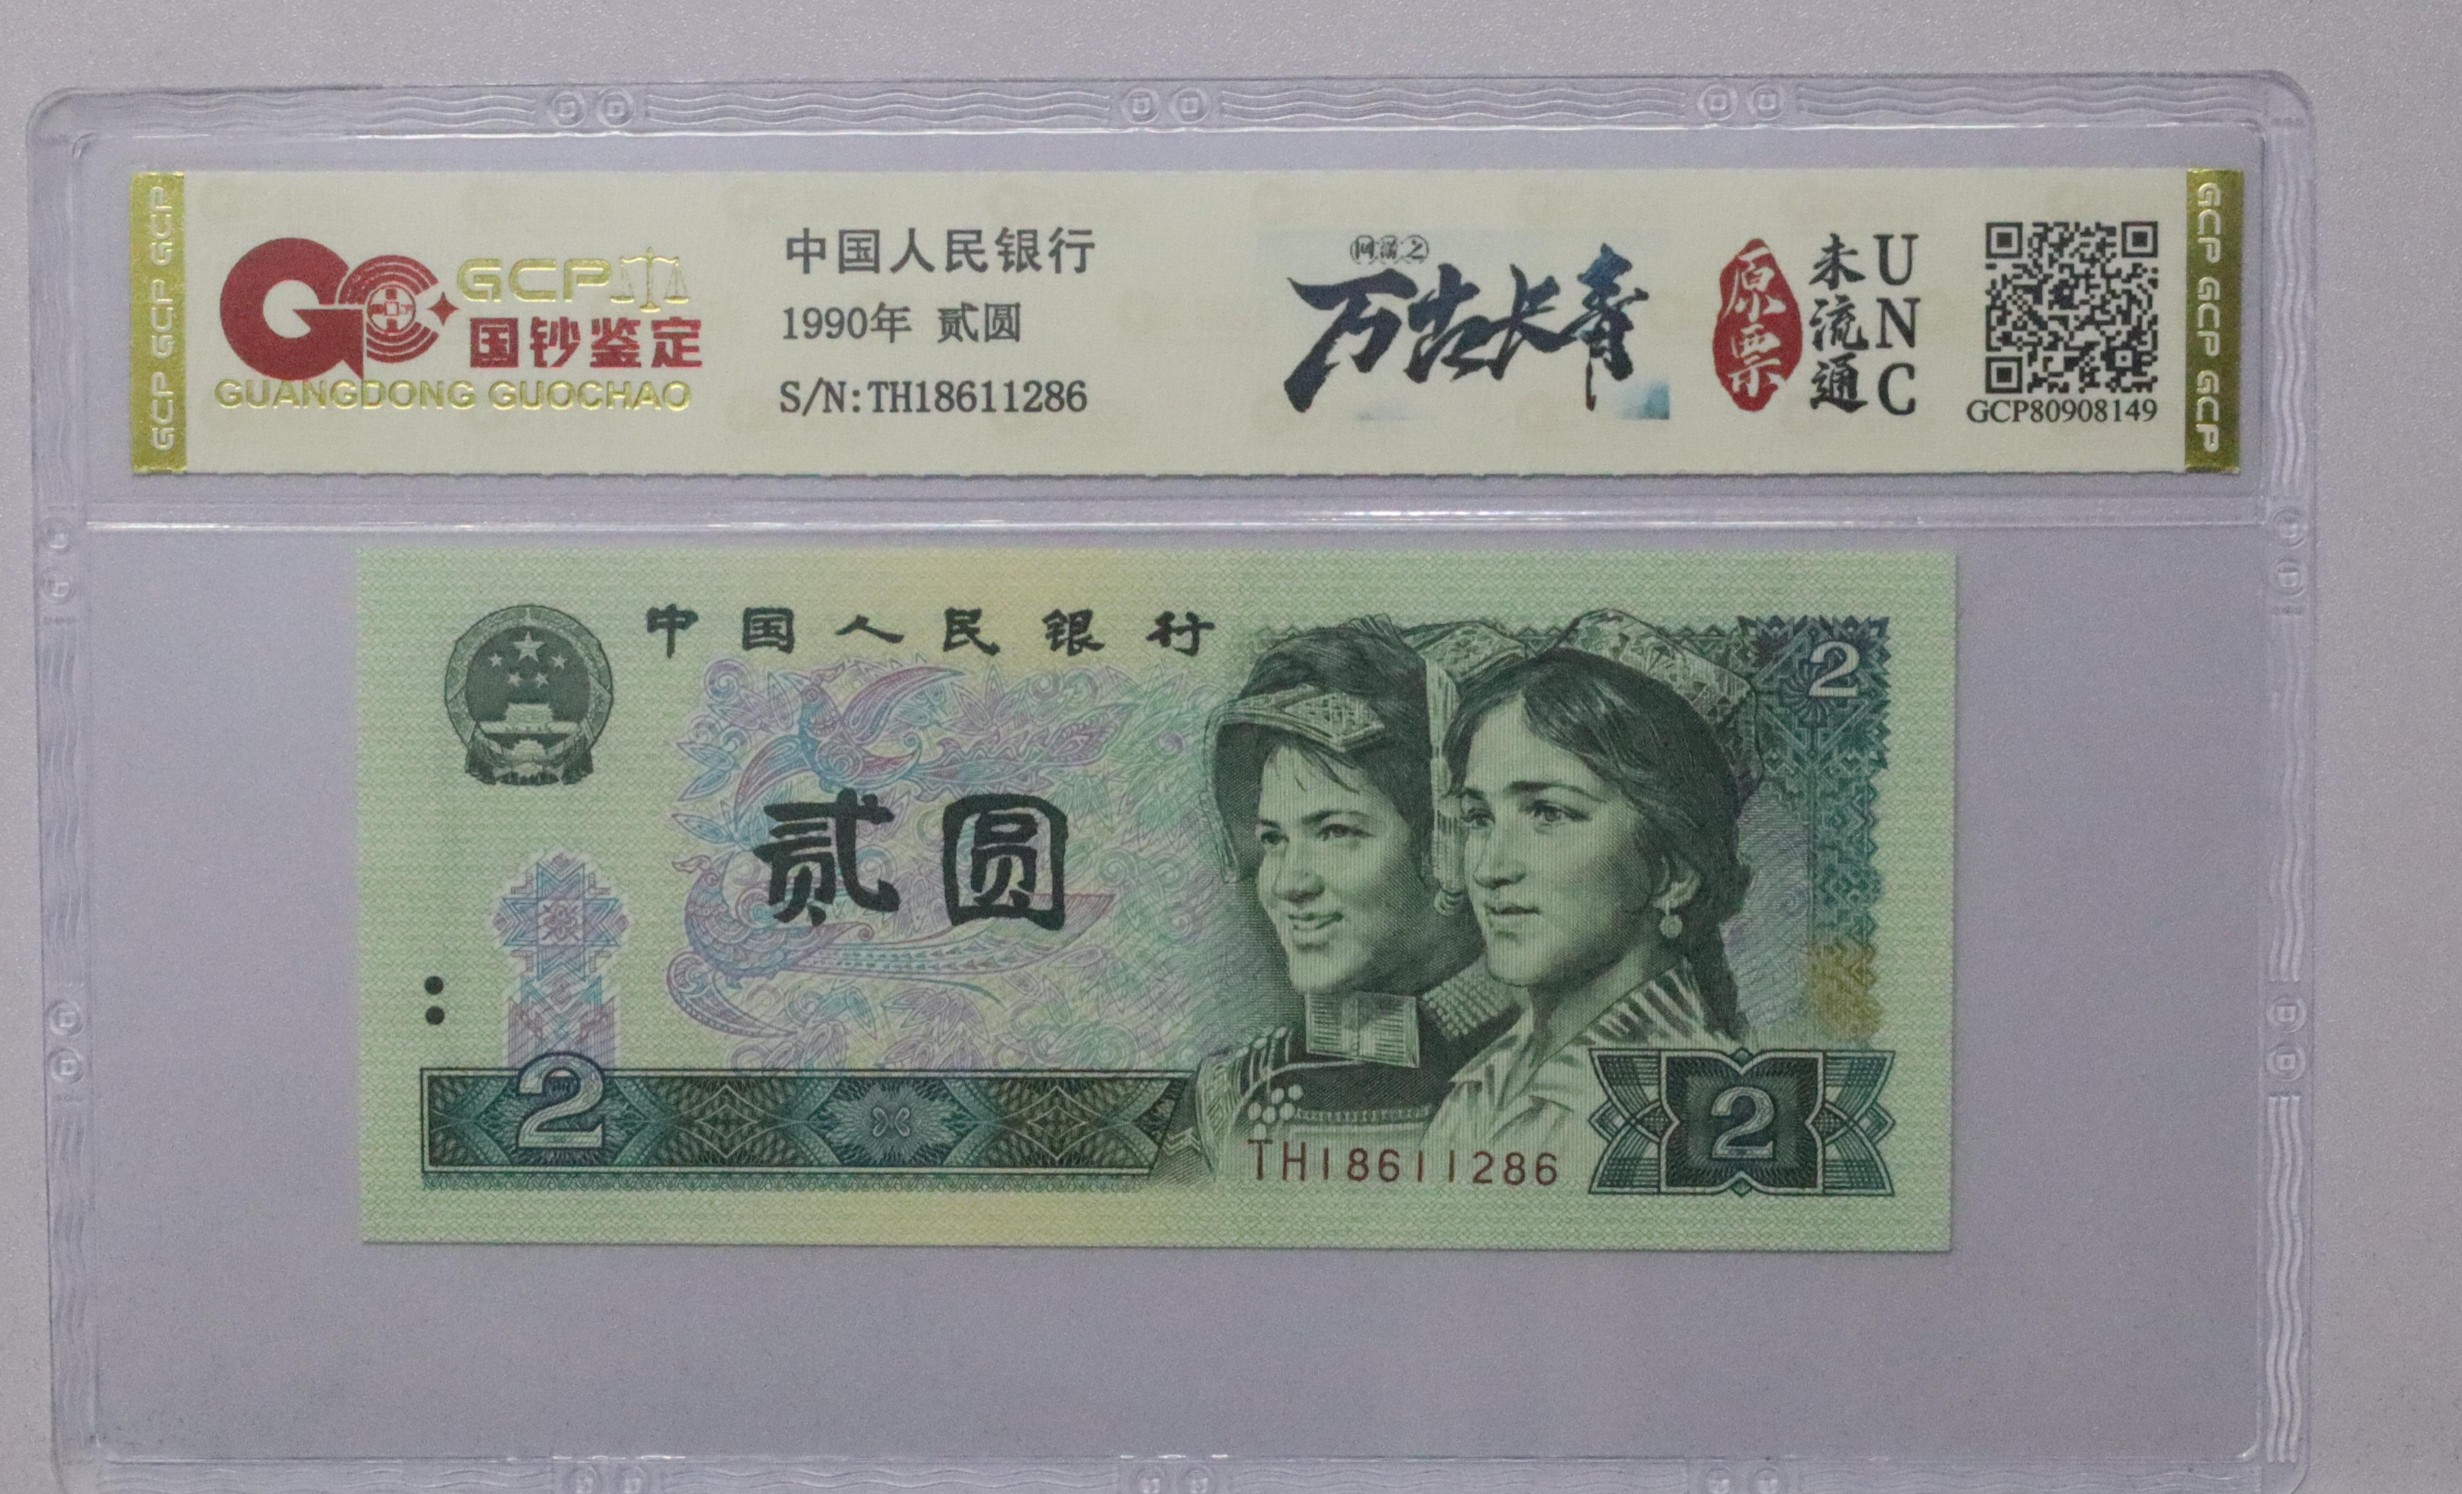 GCP GCP GCP
GCP
国钞鉴定
GUANGDONG GUOCHAO
中国人民银行
1990年 贰圆
S/N:TH18611286
万古长青
原票
未流通
UNC
GCP80908149
GCP GCP GCP
中国人民银行
2
贰圆
2
TH18611286
2